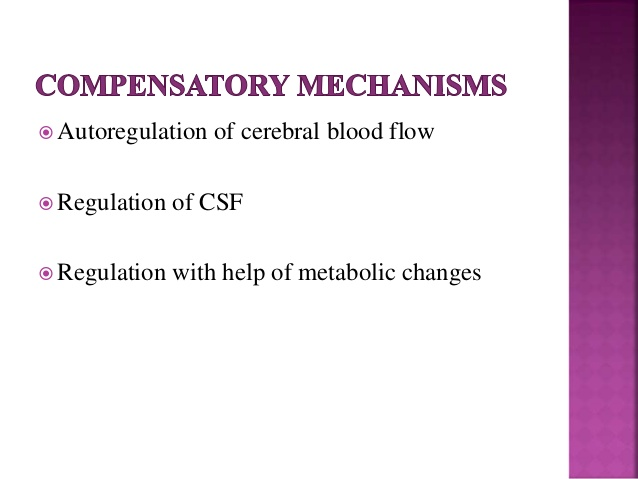 COMPENSATORY MECHANISMS
Autoregulation of cerebral blood flow
Regulation of CSF
Regulation with help of metabolic changes